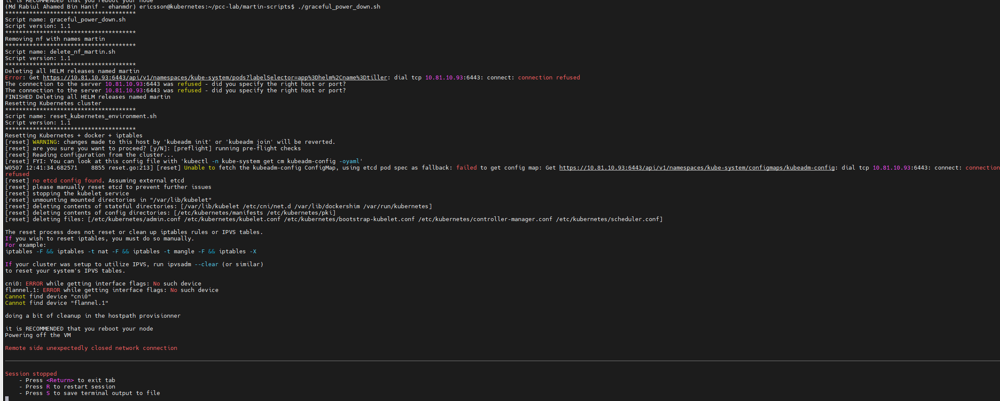 it is RECOMMENDED that you reboot your node
(Md Rabiul Ahamed Bin Hanif - ehanmdr) ericsson@kubernetes:~/pcc-lab/martin-scripts$ ./graceful_power_down.sh
**************************************
Script name: graceful_power_down.sh
Script version: 1.1
**************************************
Removing nf with names martin
**************************************
Script name: delete_nf_martin.sh
Script version: 1.1
**************************************
Deleting all HELM releases named martin
Error: Get https://10.81.10.93:6443/api/v1/namespaces/kube-system/pods?labelSelector=app%3Dhelm%2Cname%3Dtiller: dial tcp 10.81.10.93:6443: connect: connection refused
The connection to the server 10.81.10.93:6443 was refused - did you specify the right host or port?
The connection to the server 10.81.10.93:6443 was refused - did you specify the right host or port?
FINISHED Deleting all HELM releases named martin
Resetting Kubernetes cluster
**************************************
Script name: reset_kubernetes_environment.sh
Script version: 1.1
**************************************
Resetting Kubernetes + docker + iptables
[reset] WARNING: changes made to this host by 'kubeadm init' or 'kubeadm join' will be reverted.
[reset] are you sure you want to proceed? [y/N]: [preflight] running pre-flight checks
[reset] Reading configuration from the cluster...
[reset] FYI: You can look at this config file with 'kubectl -n kube-system get cm kubeadm-config -oyaml'
W0507 12:41:34.682571    8855 reset.go:213] [reset] Unable to fetch the kubeadm-config ConfigMap, using etcd pod spec as fallback: failed to get config map: Get https://10.81.10.93:6443/api/v1/namespaces/kube-system/configmaps/kubeadm-config: dial tcp 10.81.10.93:6443: connect: connection
refused
[reset] no etcd config found. Assuming external etcd
[reset] please manually reset etcd to prevent further issues
[reset] stopping the kubelet service
[reset] unmounting mounted directories in "/var/lib/kubelet"
[reset] deleting contents of stateful directories: [/var/lib/kubelet /etc/cni/net.d /var/lib/dockershim /var/run/kubernetes]
[reset] deleting contents of config directories: [/etc/kubernetes/manifests /etc/kubernetes/pki]
[reset] deleting files: [/etc/kubernetes/admin.conf /etc/kubernetes/kubelet.conf /etc/kubernetes/bootstrap-kubelet.conf /etc/kubernetes/controller-manager.conf /etc/kubernetes/scheduler.conf]

The reset process does not reset or clean up iptables rules or IPVS tables.
If you wish to reset iptables, you must do so manually.
For example:
iptables -F && iptables -t nat -F && iptables -t mangle -F && iptables -X

If your cluster was setup to utilize IPVS, run ipvsadm --clear (or similar)
to reset your system's IPVS tables.

cni0: ERROR while getting interface flags: No such device
flannel.1: ERROR while getting interface flags: No such device
Cannot find device "cni0"
Cannot find device "flannel.1"

doing a bit of cleanup in the hostpath provisionner

it is RECOMMENDED that you reboot your node
Powering off the VM

Remote side unexpectedly closed network connection

Session stopped
    - Press <Return> to exit tab
    - Press R to restart session
    - Press S to save terminal output to file